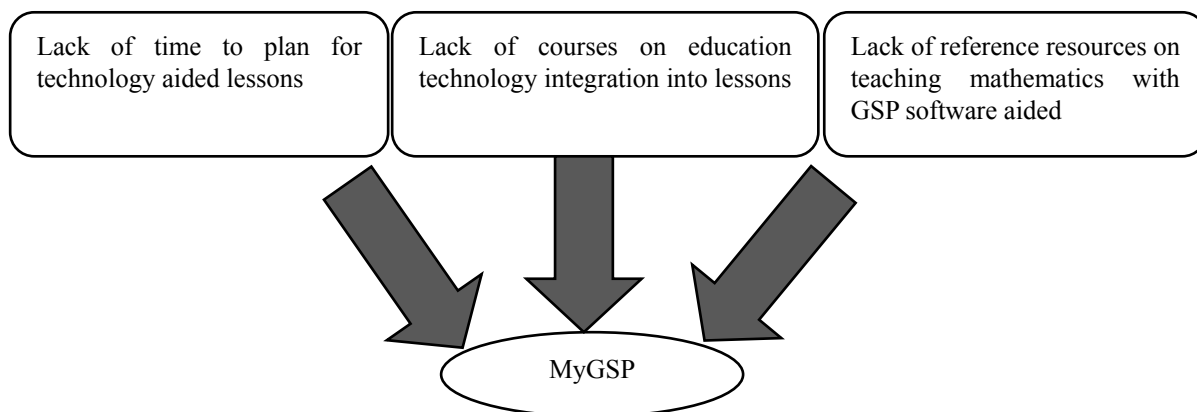 Lack of time to plan for
technology aided lessons
Lack of courses on education
technology integration into lessons
Lack of reference resources on
teaching mathematics with
GSP software aided
MyGSP